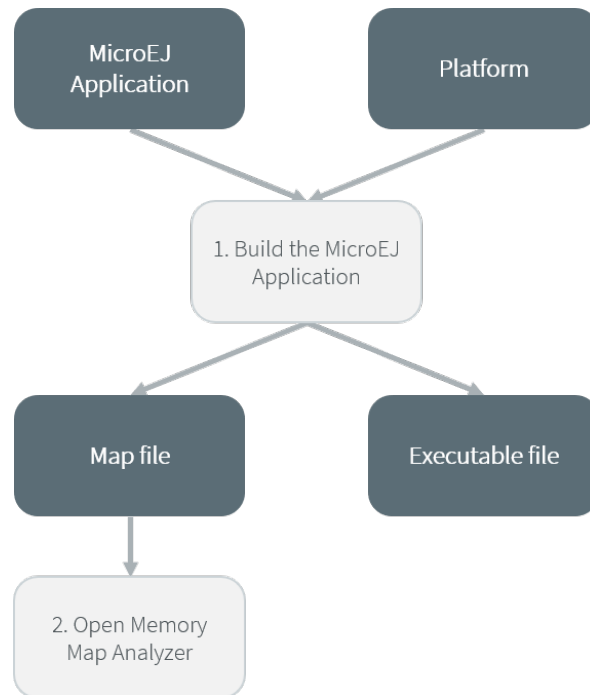 MicroEJ
Application
Platform
1. Build the MicroEJ
Application
Map file
Executable file
2. Open Memory
Map Analyzer